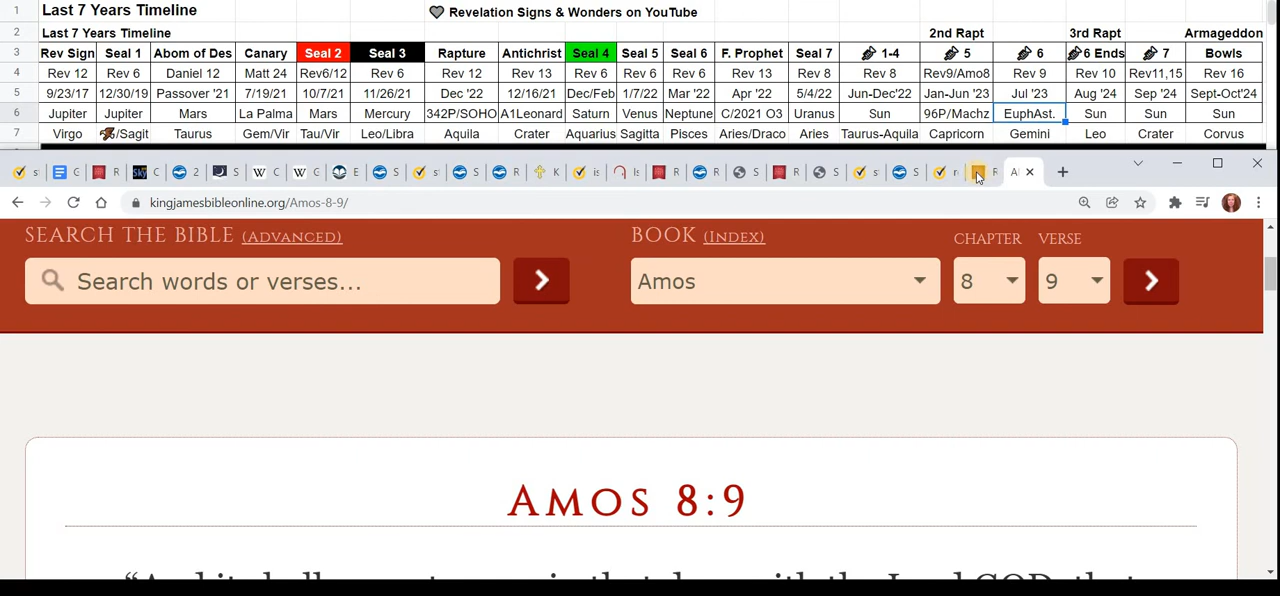 1 Last 7 Years Timeline Revelation Signs & Wonders on YouTube
2 Last 7 Years Timeline 2nd Rapt 3rd Rapt Armageddon
3 Rev Sign Seal 1 Abom of Des Canary Seal 2 Seal 3 Rapture Antichrist Seal 4 Seal 5 Seal 6 F. Prophet Seal 7 1-4 5 6 6 Ends 7 Bowls
4 Rev 12 Rev 6 Daniel 12 Matt 24 Rev6/12 Rev 6 Rev 12 Rev 13 Rev 6 Rev 6 Rev 6 Rev 13 Rev 8 Rev 8 Rev9/Amo8 Rev 9 Rev 10 Rev11,15 Rev 16
5 9/23/17 12/30/19 Passover '21 7/19/21 10/7/21 11/26/21 Dec '22 12/16/21 Dec/Feb 1/7/22 Mar '22 Apr '22 5/4/22 Jun-Dec'22 Jan-Jun '23 Jul '23 Aug '24 Sep '24 Sept-Oct'24
6 Jupiter Jupiter Mars La Palma Mars Mercury 342P/SOHO A1Leonard Saturn Venus Neptune C/2021 O3 Uranus Sun 96P/Machz EuphAst. Sun Sun Sun
7 Virgo /Sagit Taurus Gem/Vir Tau/Vir Leo/Libra Aquila Crater Aquarius Sagitta Pisces Aries/Draco Aries Taurus-Aquila Capricorn Gemini Leo Crater Corvus
kingjamesbibleonline.org/Amos-8-9/
SEARCH THE BIBLE (ADVANCED) BOOK (Index) CHAPTER VERSE
Search words or verses... Amos 8 9
AMOS 8:9